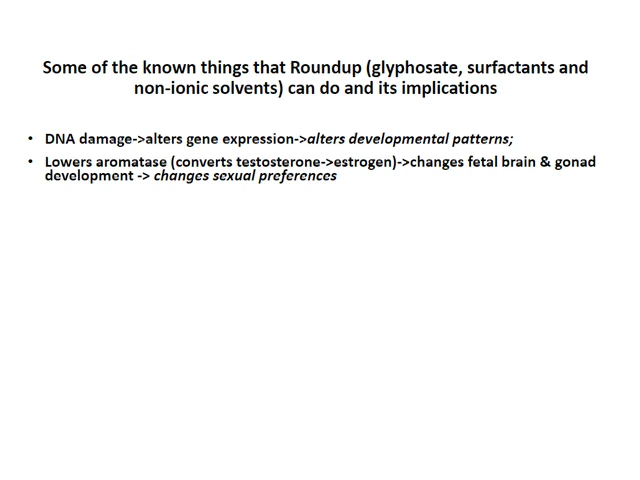 Some of the known things that Roundup (glyphosate, surfactants and
non-ionic solvents) can do and its implications
• DNA damage->alters gene expression->alters developmental patterns;
• Lowers aromatase (converts testosterone->estrogen)->changes fetal brain & gonad
development -> changes sexual preferences